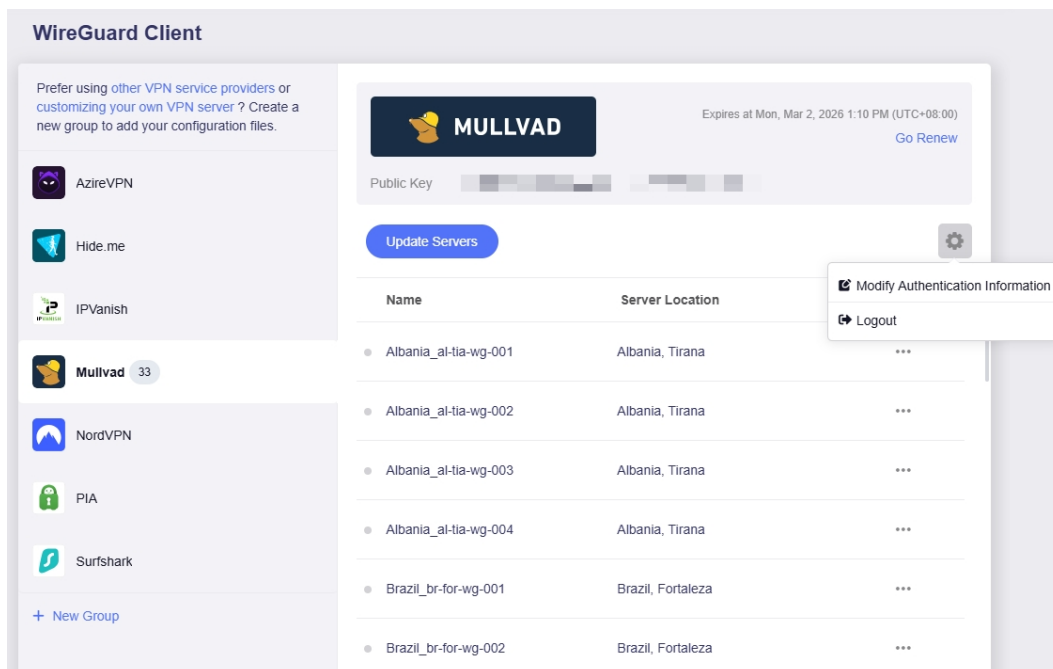 WireGuard Client
Prefer using other VPN service providers or
customizing your own VPN server ? Create a
new group to add your configuration files.
AzireVPN
Hide.me
IPVanish
Mullvad 33
NordVPN
PIA
Surfshark
+ New Group
MULLVAD
Expires at Mon, Mar 2, 2026 1:10 PM (UTC+08:00)
Go Renew
Public Key
Update Servers
Modify Authentication Information
Logout
Name Server Location
Albania_al-tia-wg-001 Albania, Tirana
Albania_al-tia-wg-002 Albania, Tirana
Albania_al-tia-wg-003 Albania, Tirana
Albania_al-tia-wg-004 Albania, Tirana
Brazil_br-for-wg-001 Brazil, Fortaleza
Brazil_br-for-wg-002 Brazil, Fortaleza